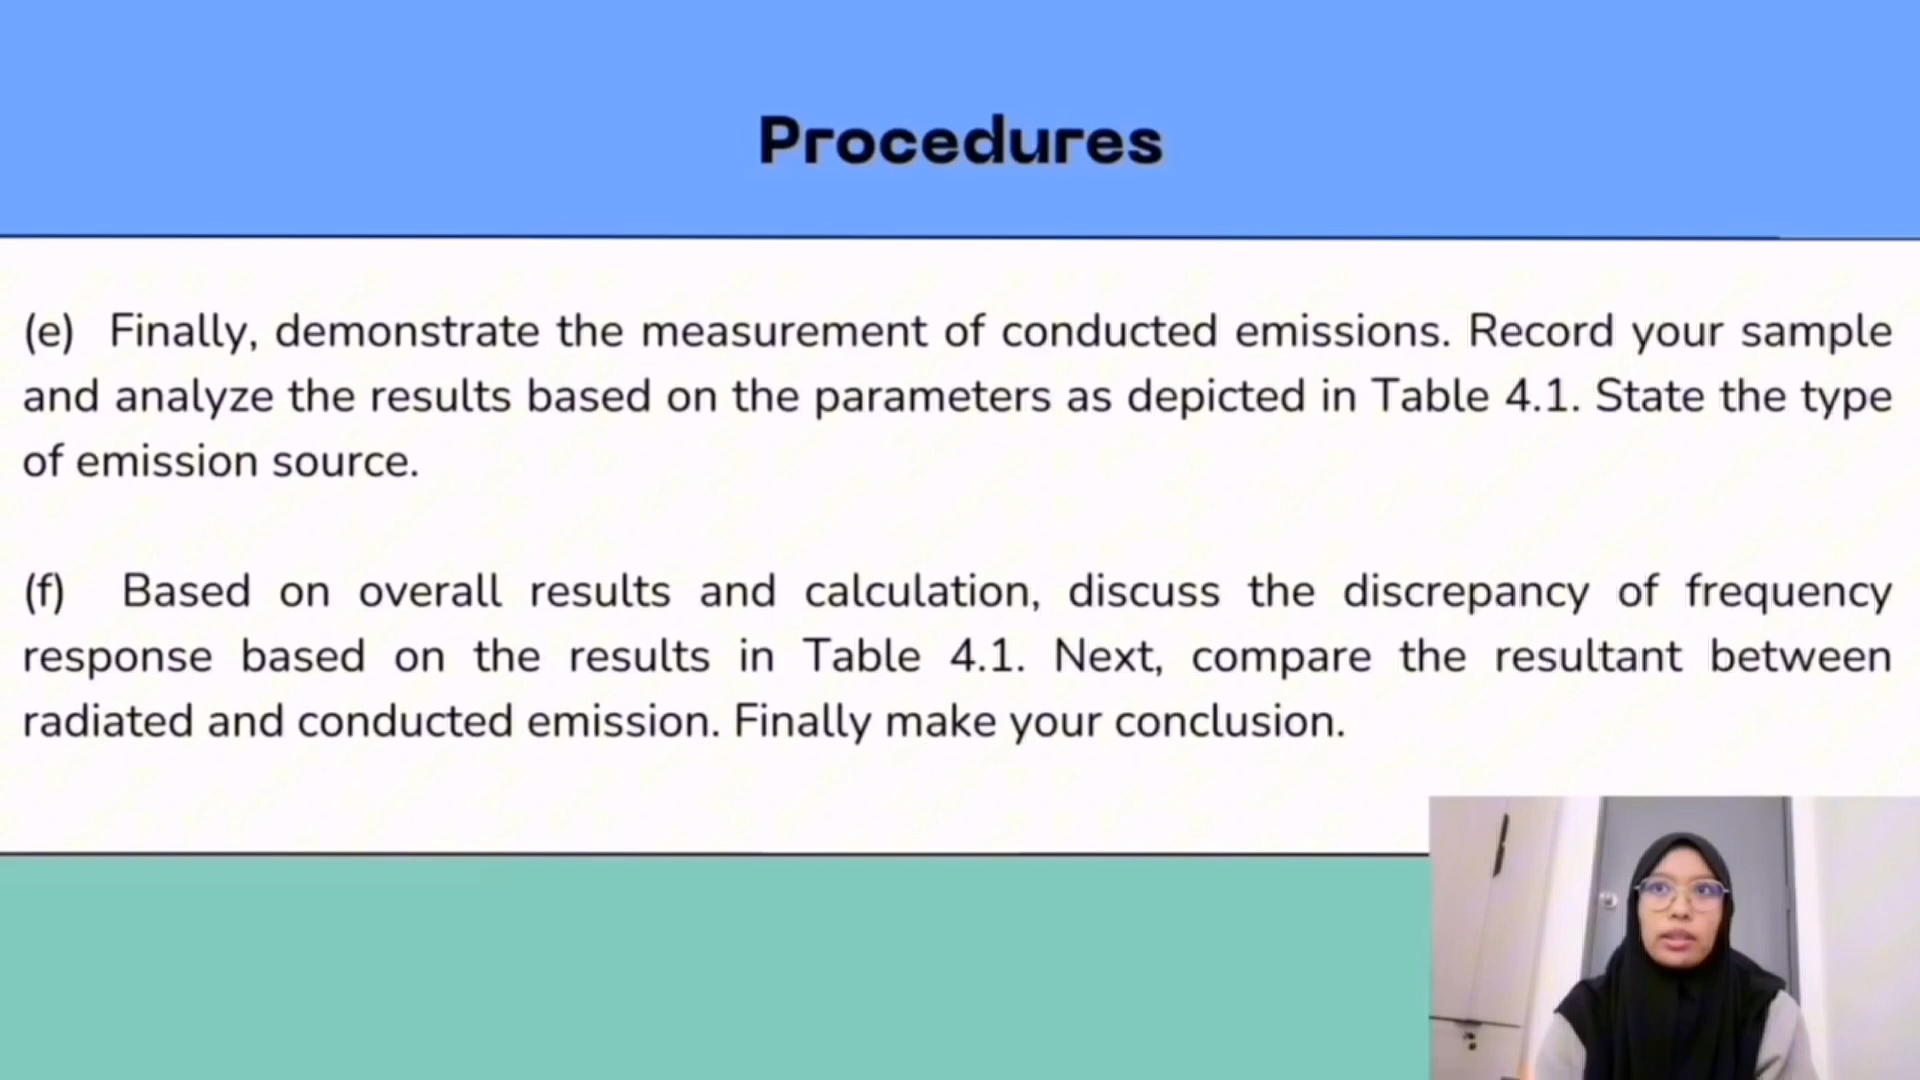 Procedures
(e) Finally, demonstrate the measurement of conducted emissions. Record your sample
and analyze the results based on the parameters as depicted in Table 4.1. State the type
of emission source.
(f) Based on overall results and calculation, discuss the discrepancy of frequency
response based on the results in Table 4.1. Next, compare the resultant between
radiated and conducted emission. Finally make your conclusion.